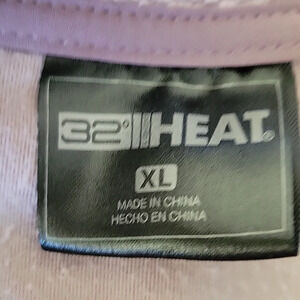 32° HEAT®
XL
MADE IN CHINA
HECHO EN CHINA